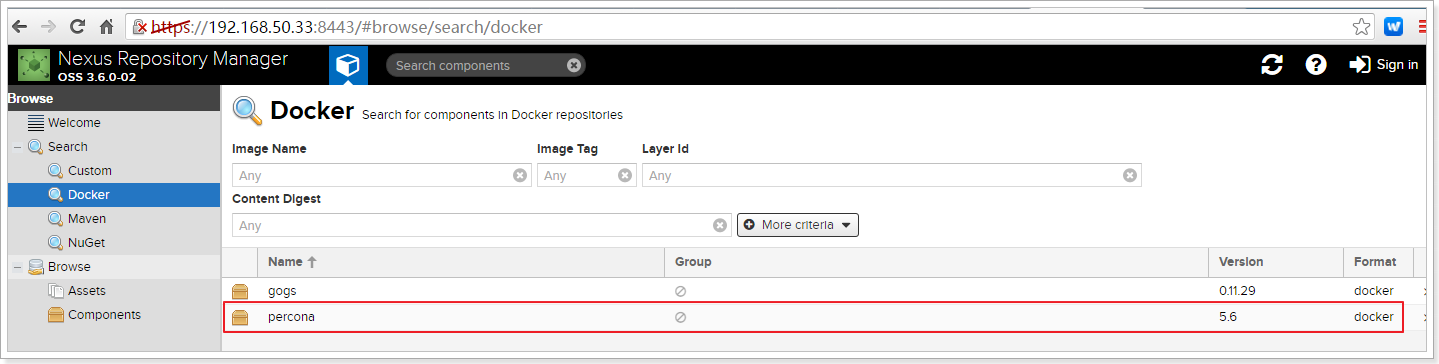 https://192.168.50.33:8443/#browse/search/docker
Nexus Repository Manager
OSS 3.6.0-02
Search components
Sign in
Browse
Welcome
Search
Custom
Docker
Maven
NuGet
Browse
Assets
Components
Docker Search for components in Docker repositories
Image Name Image Tag Layer Id
Any Any Any
Content Digest
Any More criteria
Name Group Version Format
gogs 0.11.29 docker
percona 5.6 docker